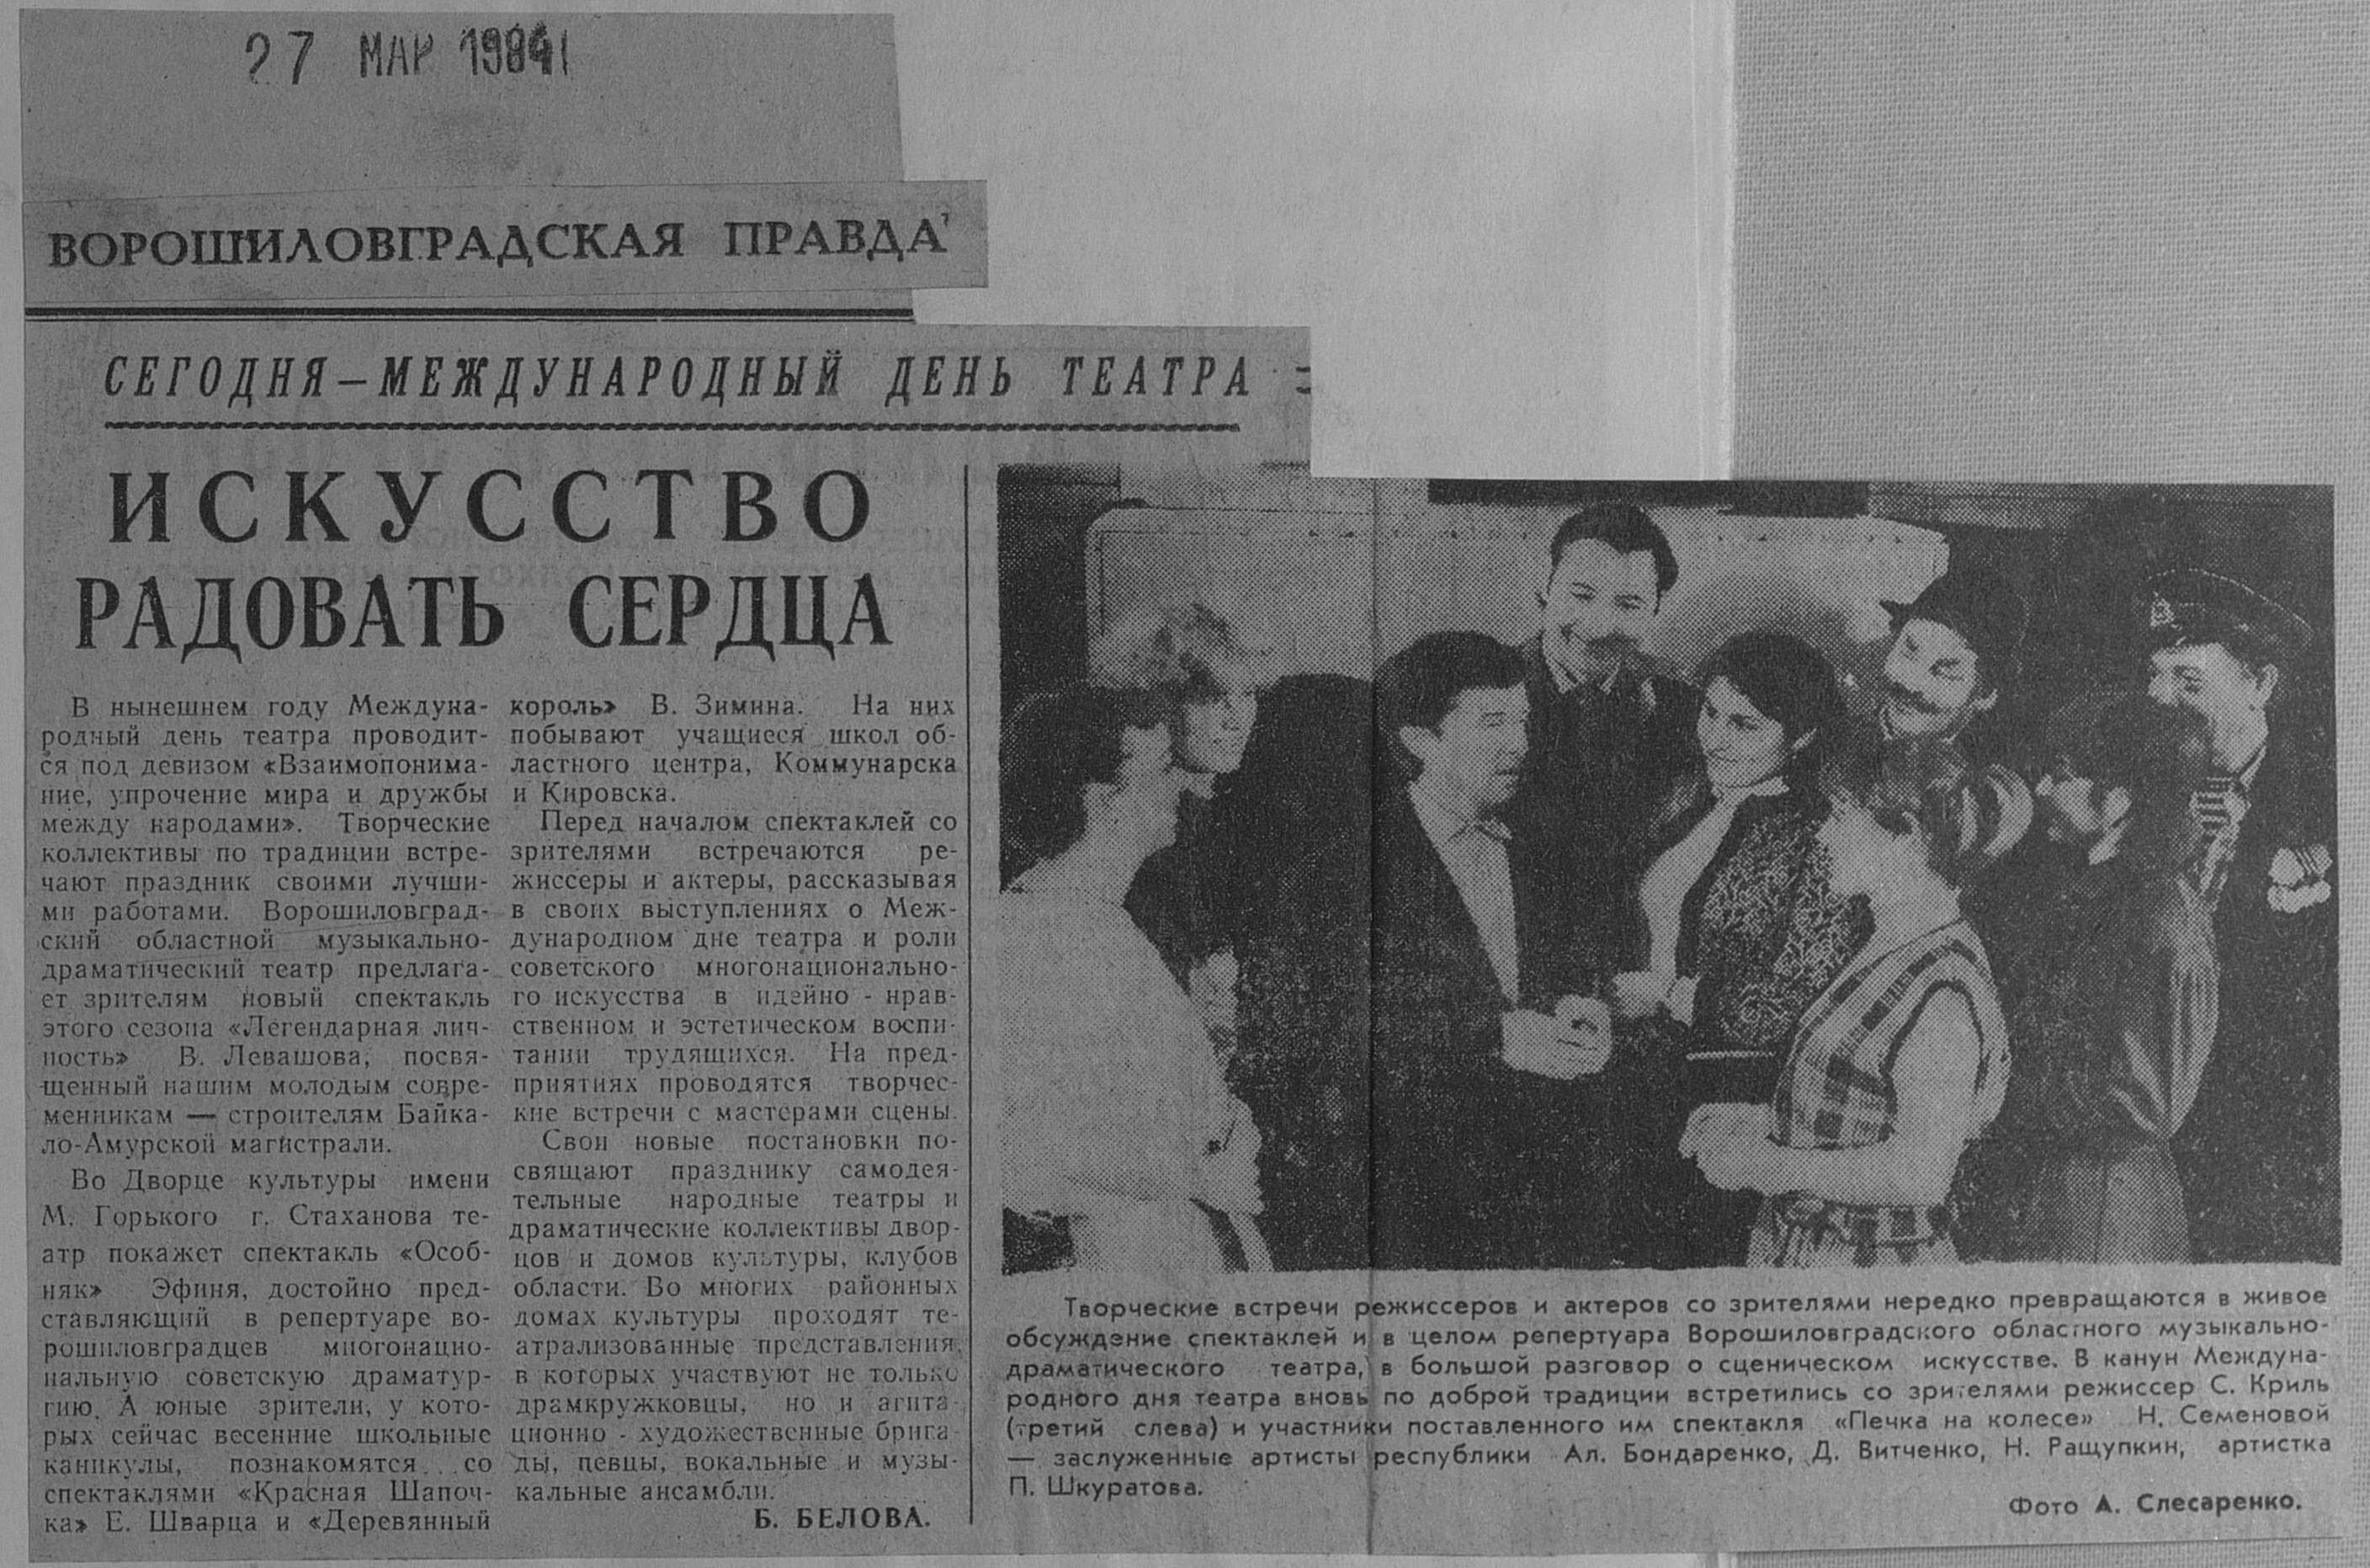 27 МАР 1984
ВОРОШИЛОВГРАДСКАЯ ПРАВДА
СЕГОДНЯ — МЕЖДУНАРОДНЫЙ ДЕНЬ ТЕАТРА
ИСКУССТВО
РАДОВАТЬ СЕРДЦА
В нынешнем году Междуна-
родный день театра проводит-
ся под девизом «Взаимопонима-
ние, упрочение мира и дружбы
между народами». Творческие
коллективы по традиции встре-
чают праздник своими лучши-
ми работами. Ворошиловград-
ский областной музыкально-
драматический театр предлага-
ет зрителям новый спектакль
этого сезона «Легендарная лич-
ность» В. Левашова, посвя-
щенный нашим молодым совре-
менникам — строителям Байка-
ло-Амурской магистрали.
Во Дворце культуры имени
М. Горького г. Стаханова те-
атр покажет спектакль «Особ-
няк» Эфиня, достойно пред-
ставляющий в репертуаре во-
рошиловградцев многонацио-
нальную советскую драматур-
гию. А юные зрители, у кото-
рых сейчас весенние школьные
каникулы, познакомятся со
спектаклями «Красная Шапоч-
ка» Е. Шварца и «Деревянный
король» В. Зимина. На них
побывают учащиеся школ об-
ластного центра, Коммунарска
и Кировска.
Перед началом спектаклей со
зрителями встречаются ре-
жиссеры и актеры, рассказывая
в своих выступлениях о Меж-
дународном дне театра и роли
советского многонационально-
го искусства в идейно - нрав-
ственном и эстетическом воспи-
тании трудящихся. На пред-
приятиях проводятся творчес-
кие встречи с мастерами сцены.
Свои новые постановки по-
свящают празднику самодея-
тельные народные театры и
драматические коллективы двор-
цов и домов культуры, клубов
области. Во многих районных
домах культуры проходят те-
атрализованные представления,
в которых участвуют не только
драмкружковцы, но и агита-
ционно - художественные брига-
ды, певцы, вокальные и музы-
кальные ансамбли.
Б. БЕЛОВА.
Творческие встречи режиссеров и актеров со зрителями нередко превращаются в живое
обсуждение спектаклей и в целом репертуара Ворошиловградского областного музыкально-
драматического театра, в большой разговор о сценическом искусстве. В канун Междуна-
родного дня театра вновь по доброй традиции встретились со зрителями режиссер С. Криль
(третий слева) и участники поставленного им спектакля «Печка на колесе» Н. Семеновой
— заслуженные артисты республики Ал. Бондаренко, Д. Витченко, Н. Ращупкин, артистка
П. Шкуратова.
Фото А. Слесаренко.